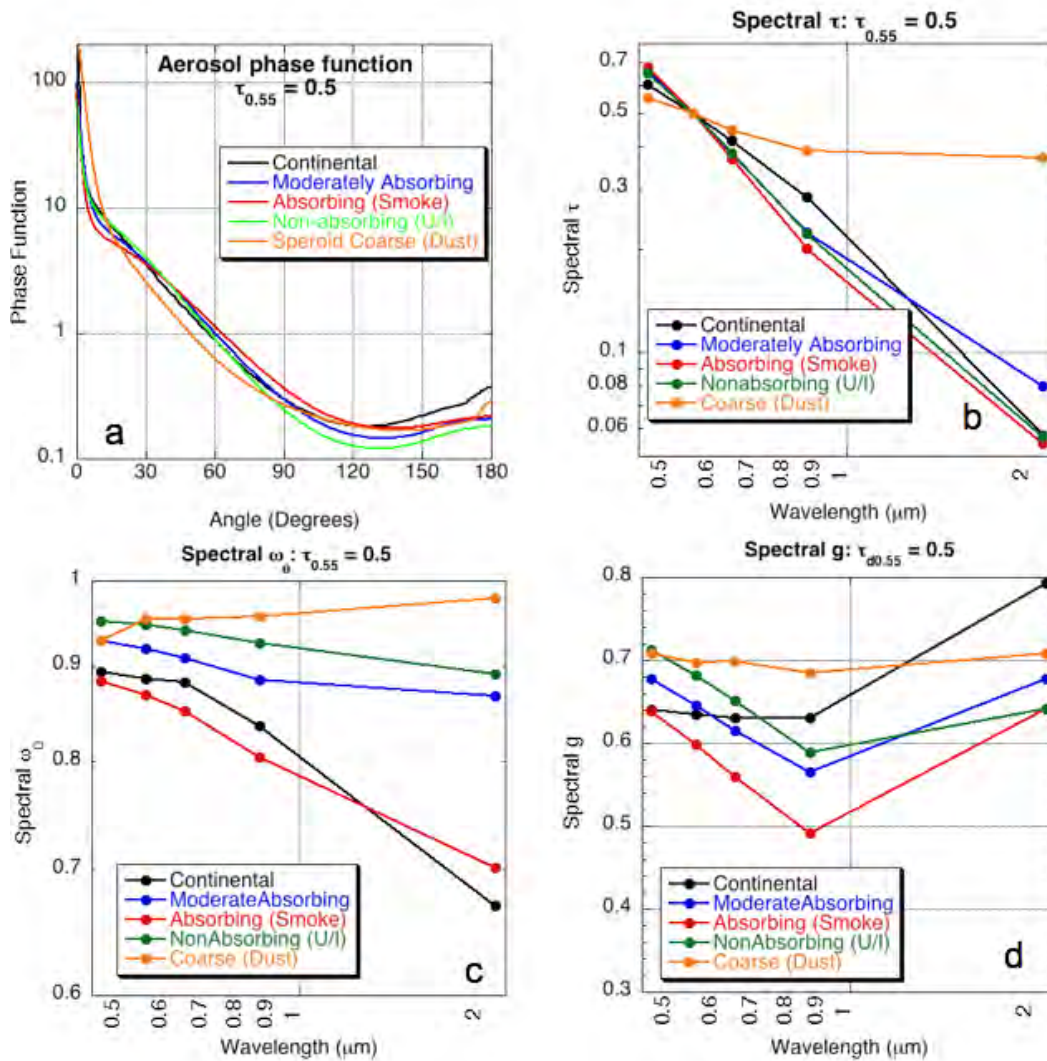 Aerosol phase function
τ0.55 = 0.5
100
10
1
0.1
Phase Function
Continental
Moderately Absorbing
Absorbing (Smoke)
Non-absorbing (U/I)
Speroid Coarse (Dust)
a
0 30 60 90 120 150 180
Angle (Degrees)
Spectral τ: τ0.55 = 0.5
0.7
0.5
0.3
0.1
0.08
0.06
Spectral τ
Continental
Moderately Absorbing
Absorbing (Smoke)
Nonabsorbing (U/I)
Coarse (Dust)
b
0.5 0.6 0.7 0.8 0.9 1 2
Wavelength (μm)
Spectral ωo: τ0.55 = 0.5
1
0.9
0.8
0.7
0.6
Spectral ω0
Continental
ModerateAbsorbing
Absorbing (Smoke)
NonAbsorbing (U/I)
Coarse (Dust)
c
0.5 0.6 0.7 0.8 0.9 1 2
Wavelength (μm)
Spectral g: τd0.55 = 0.5
0.8
0.7
0.6
0.5
0.4
0.3
Spectral g
Continental
ModerateAbsorbing
Absorbing (Smoke)
NonAbsorbing (U/I)
Coarse (Dust)
d
0.5 0.6 0.7 0.8 0.9 1 2
Wavelength (μm)